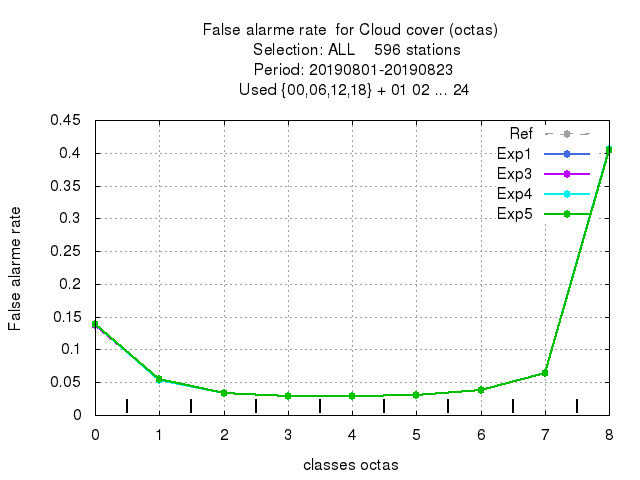 False alarme rate  for Cloud cover (octas)
Selection: ALL    596 stations
Period: 20190801-20190823
Used {00,06,12,18} + 01 02 ... 24
0.45
0.4
0.35
0.3
0.25
0.2
0.15
0.1
0.05
0
False alarme rate
Ref
Exp1
Exp3
Exp4
Exp5
0 1 2 3 4 5 6 7 8
classes octas